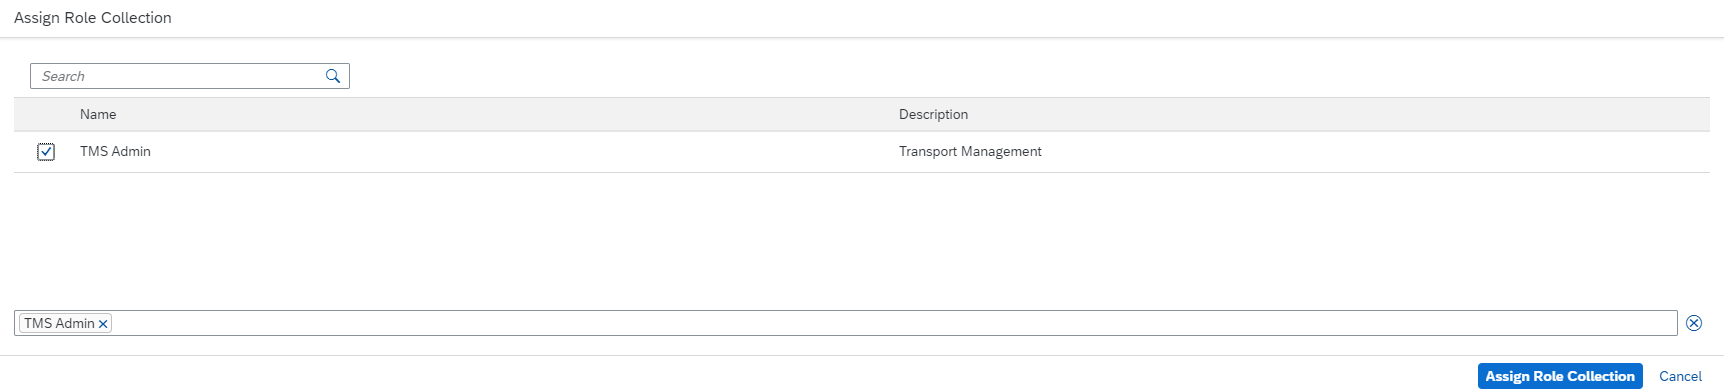 Assign Role Collection
Search
Name Description
TMS Admin Transport Management
TMS Admin
Assign Role Collection Cancel